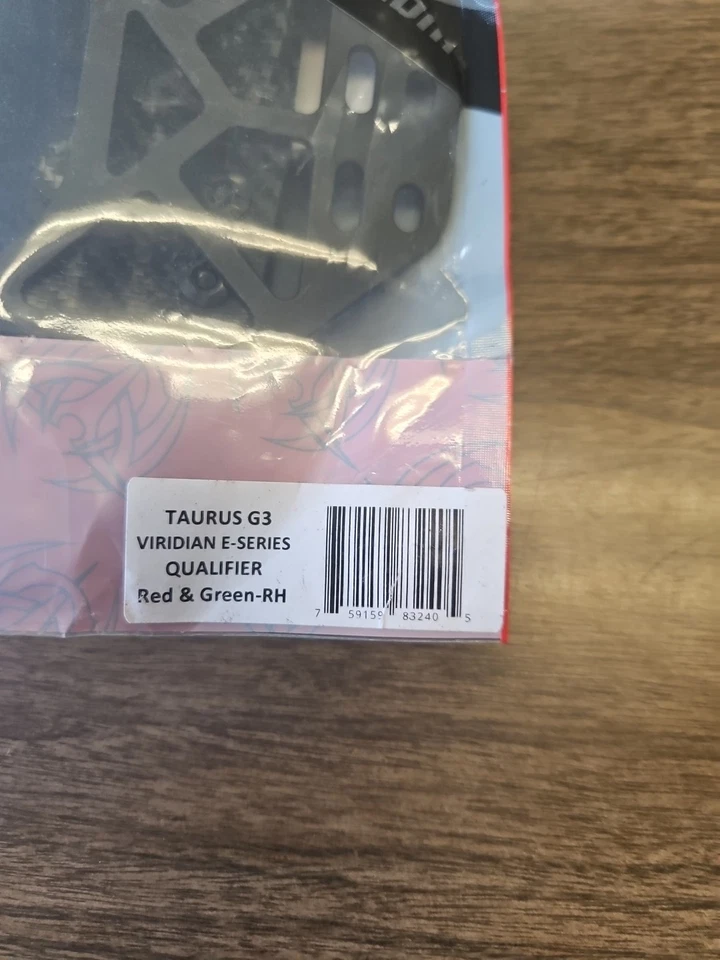 TAURUS G3
VIRIDIAN E-SERIES
QUALIFIER
Red & Green-RH
7 59159 83240 5